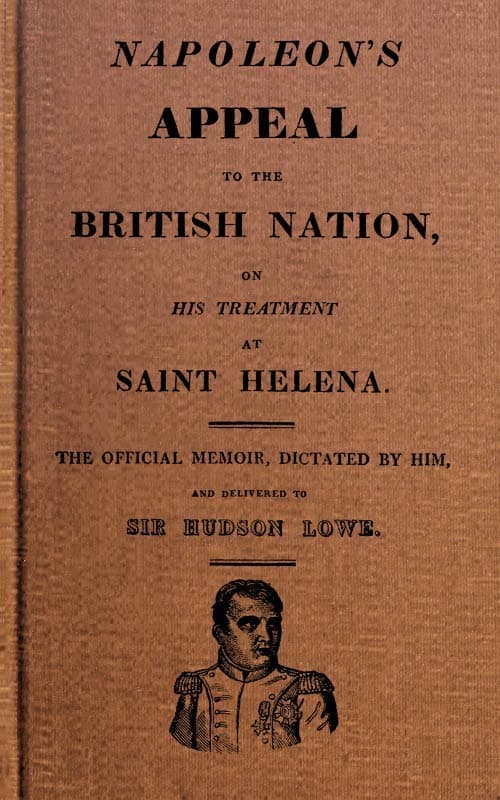 NAPOLEON'S
APPEAL
TO THE
BRITISH NATION,
ON
HIS TREATMENT
AT
SAINT HELENA.
THE OFFICIAL MEMOIR, DICTATED BY HIM,
AND DELIVERED TO
SIR HUDSON LOWE.